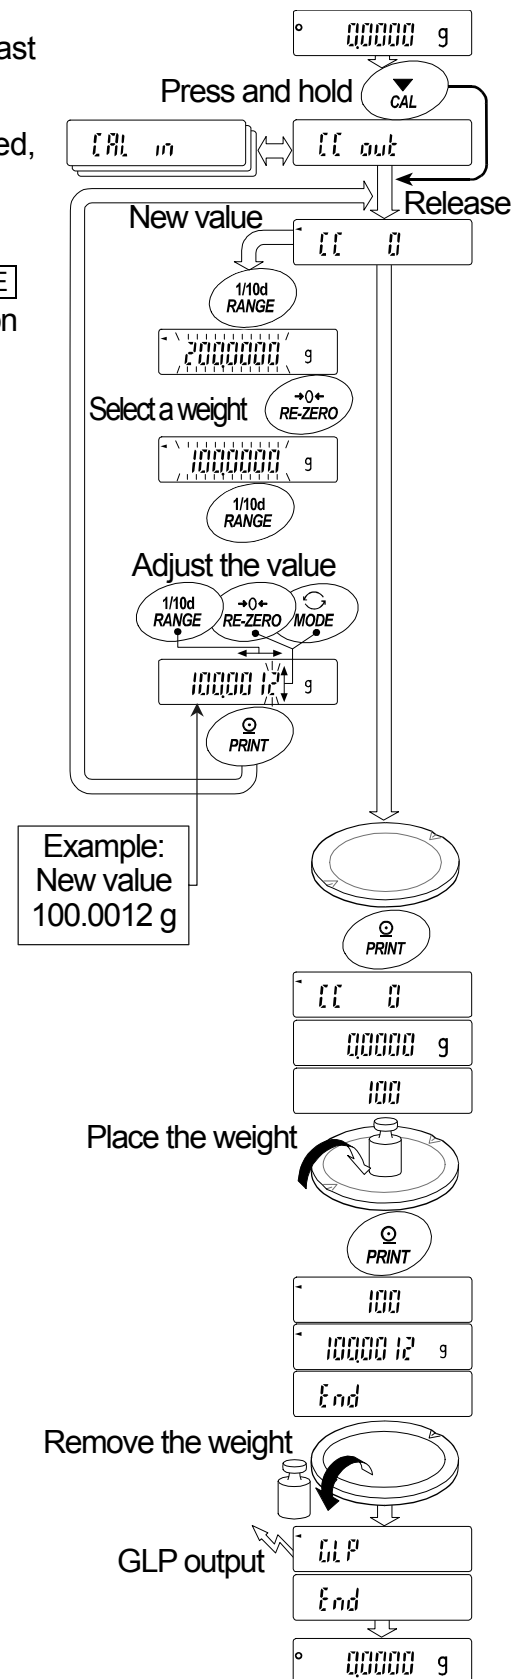 0.0000 g
ast
Press and hold
CAL
ed,
CAL in
CC out
Release
New value
CC 0
E
on
1/10d
RANGE
200.0000 g
Select a weight
→0←
RE-ZERO
100.0000 g
1/10d
RANGE
Adjust the value
1/10d
RANGE
→0←
RE-ZERO
MODE
100.0012 g
PRINT
Example:
New value
100.0012 g
PRINT
CC 0
0.0000 g
100
Place the weight
PRINT
100
100.0012 g
End
Remove the weight
GLP output
GLP
End
0.0000 g